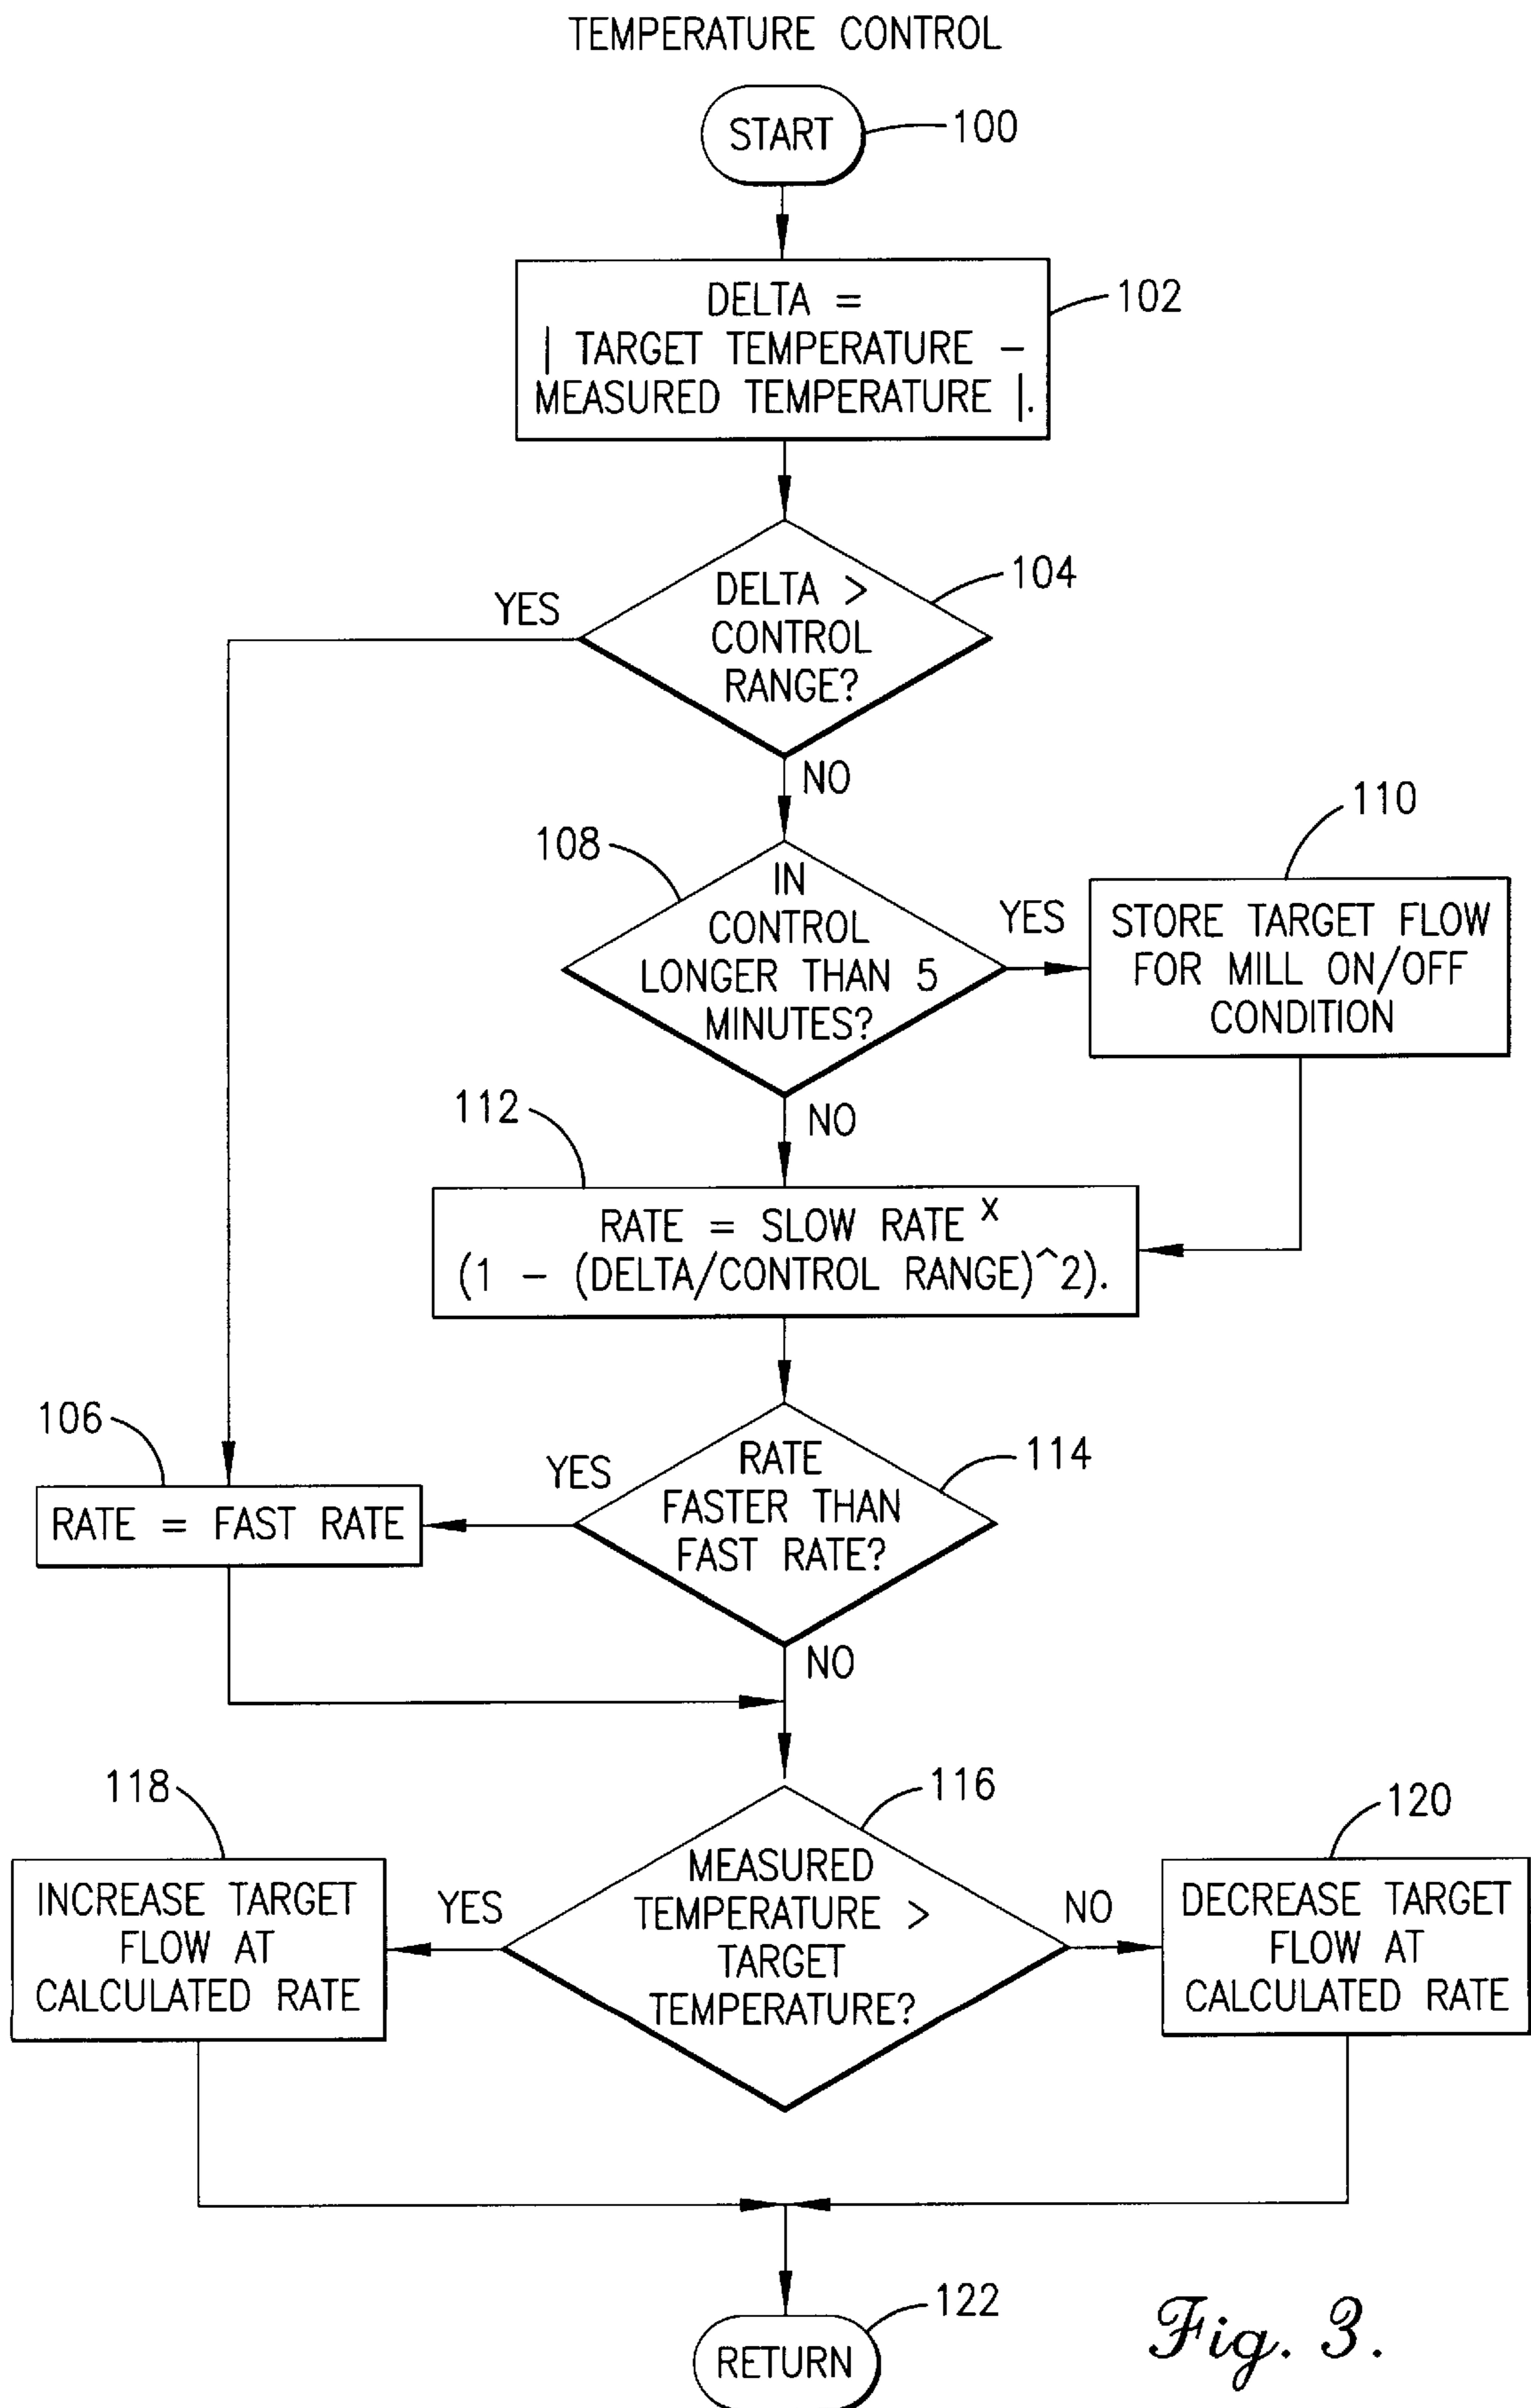 TEMPERATURE CONTROL
START
100
DELTA =
| TARGET TEMPERATURE –
MEASURED TEMPERATURE |.
102
DELTA >
CONTROL
RANGE?
104
YES
NO
108
IN
CONTROL
LONGER THAN 5
MINUTES?
YES
110
STORE TARGET FLOW
FOR MILL ON/OFF
CONDITION
NO
112
RATE = SLOW RATE x
(1 – (DELTA/CONTROL RANGE)^2).
106
RATE = FAST RATE
YES
RATE
FASTER THAN
FAST RATE?
114
NO
118
INCREASE TARGET
FLOW AT
CALCULATED RATE
YES
116
MEASURED
TEMPERATURE >
TARGET
TEMPERATURE?
NO
120
DECREASE TARGET
FLOW AT
CALCULATED RATE
122
RETURN
Fig. 3.